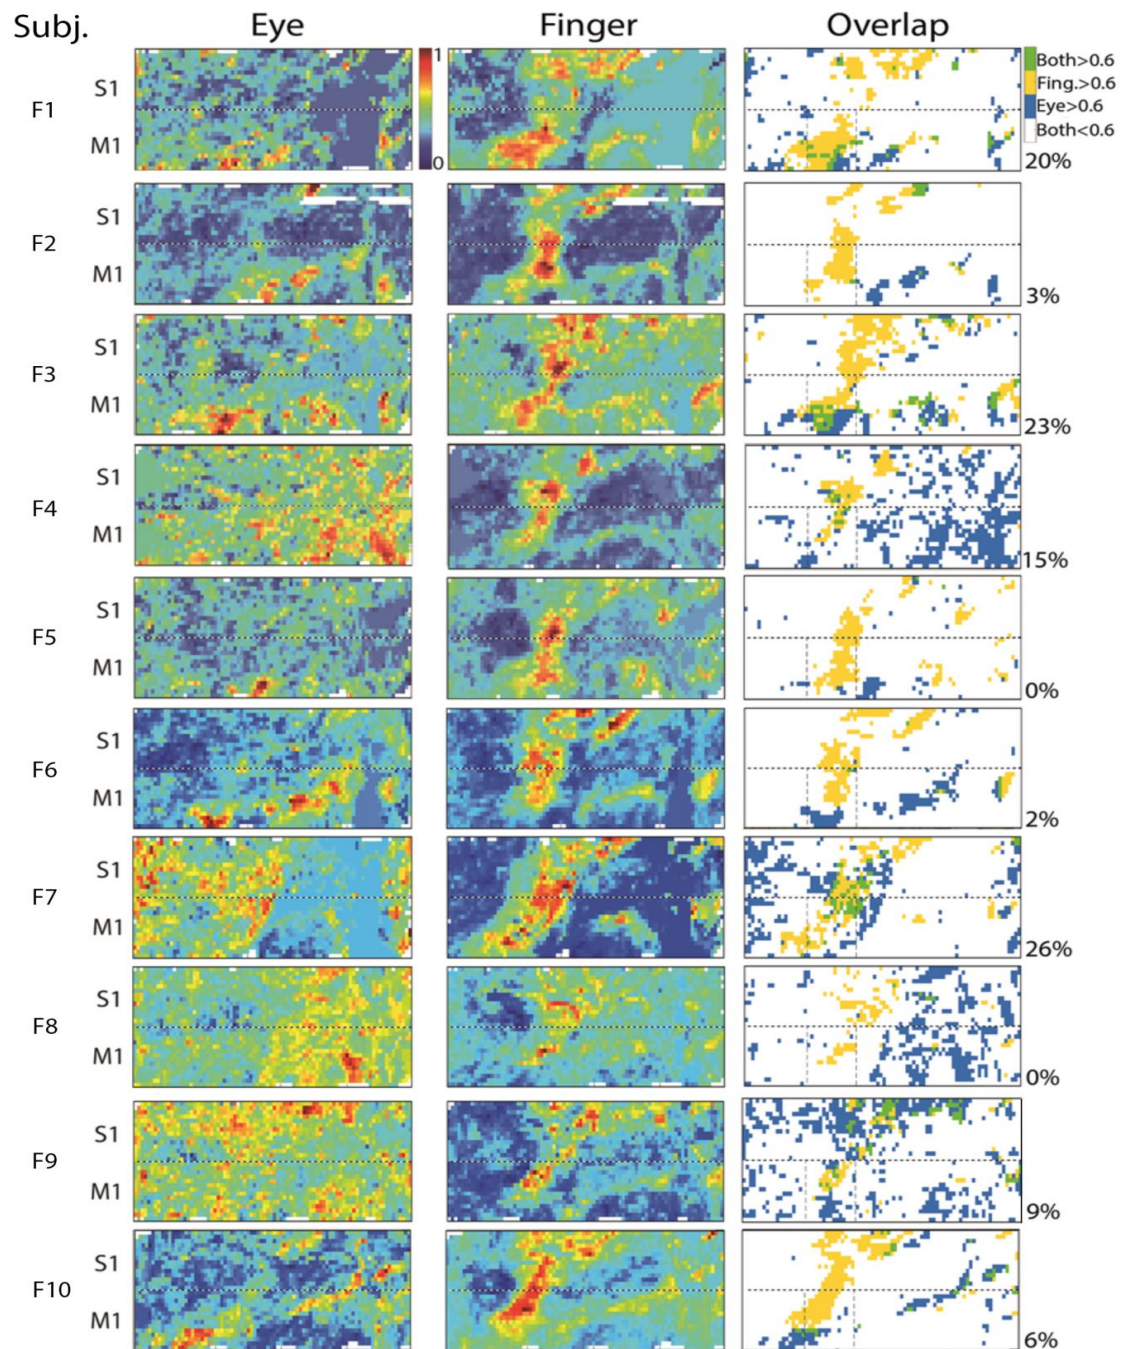 Subj. Eye Finger Overlap
F1 S1 M1 1 0 Both>0.6
Fing.>0.6
Eye>0.6
Both<0.6
20%
F2 S1 M1 3%
F3 S1 M1 23%
F4 S1 M1 15%
F5 S1 M1 0%
F6 S1 M1 2%
F7 S1 M1 26%
F8 S1 M1 0%
F9 S1 M1 9%
F10 S1 M1 6%